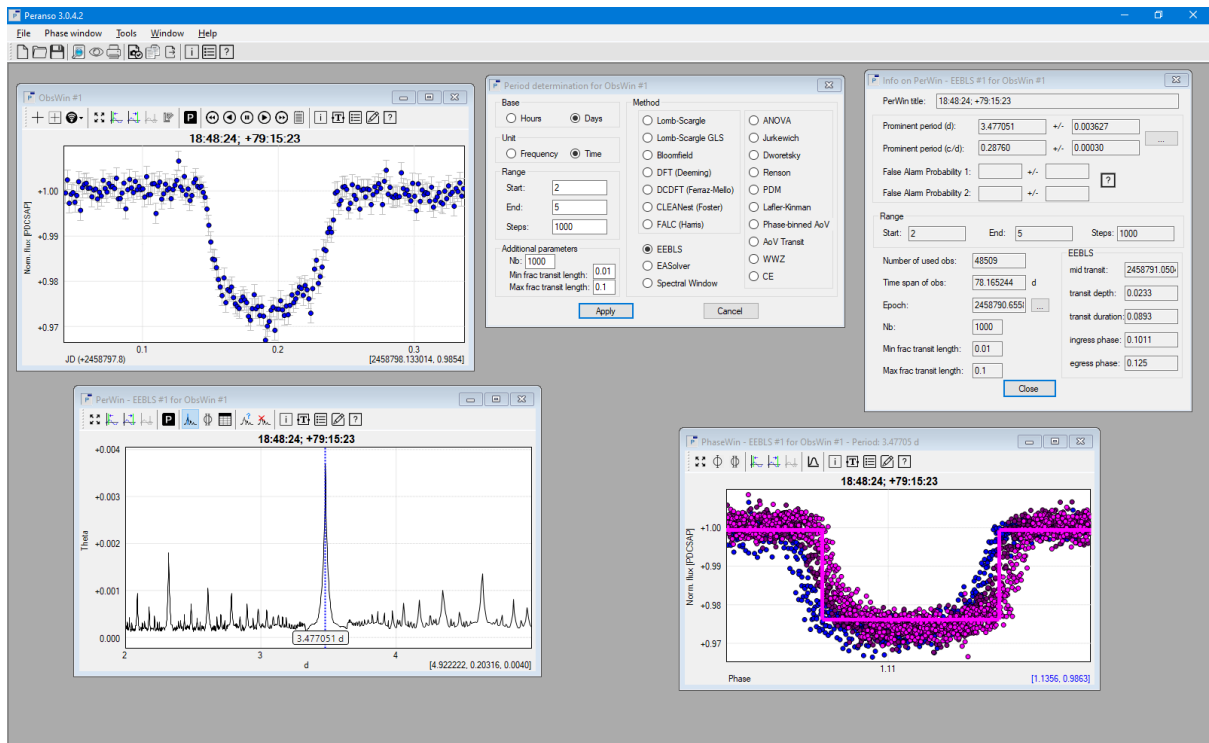 Peranso 3.0.4.2
File Phase window Tools Window Help
ObsWin #1
18:48:24; +79:15:23
Norm. flux [PDCSAP]
+1.00
+0.99
+0.98
+0.97
0.1 0.2 0.3
JD (+2458797.8) [2458798.133014, 0.9854]
Period determination for ObsWin #1
Base
Hours Days
Unit
Frequency Time
Range
Start: 2
End: 5
Steps: 1000
Additional parameters
Nb: 1000
Min frac transit length: 0.01
Max frac transit length: 0.1
Method
Lomb-Scargle
Lomb-Scargle GLS
Bloomfield
DFT (Deeming)
DCDFT (Ferraz-Mello)
CLEANest (Foster)
FALC (Harris)
EEBLS
EASolver
Spectral Window
ANOVA
Jurkewich
Dworetsky
Renson
PDM
Lafler-Kinman
Phase-binned AoV
AoV Transit
WWZ
CE
Apply Cancel
Info on PerWin - EEBLS #1 for ObsWin #1
PerWin title: 18:48:24; +79:15:23
Prominent period (d): 3.477051 +/- 0.003627 ...
Prominent period (c/d): 0.28760 +/- 0.00030
False Alarm Probability 1: +/-
False Alarm Probability 2: +/-
?
Range
Start: 2 End: 5 Steps: 1000
Number of used obs: 48509
Time span of obs: 78.165244 d
Epoch: 2458790.655 ...
Nb: 1000
Min frac transit length: 0.01
Max frac transit length: 0.1
EEBLS
mid transit: 2458791.050
transit depth: 0.0233
transit duration: 0.0893
ingress phase: 0.1011
egress phase: 0.125
Close
PerWin - EEBLS #1 for ObsWin #1
18:48:24; +79:15:23
Theta
+0.004
+0.003
+0.002
+0.001
0.000
3.477051 d
2 3 4
d [4.922222, 0.20316, 0.0040]
PhaseWin - EEBLS #1 for ObsWin #1 - Period: 3.47705 d
18:48:24; +79:15:23
Norm. flux [PDCSAP]
+1.00
+0.99
+0.98
+0.97
1.11
Phase [1.1356, 0.9863]